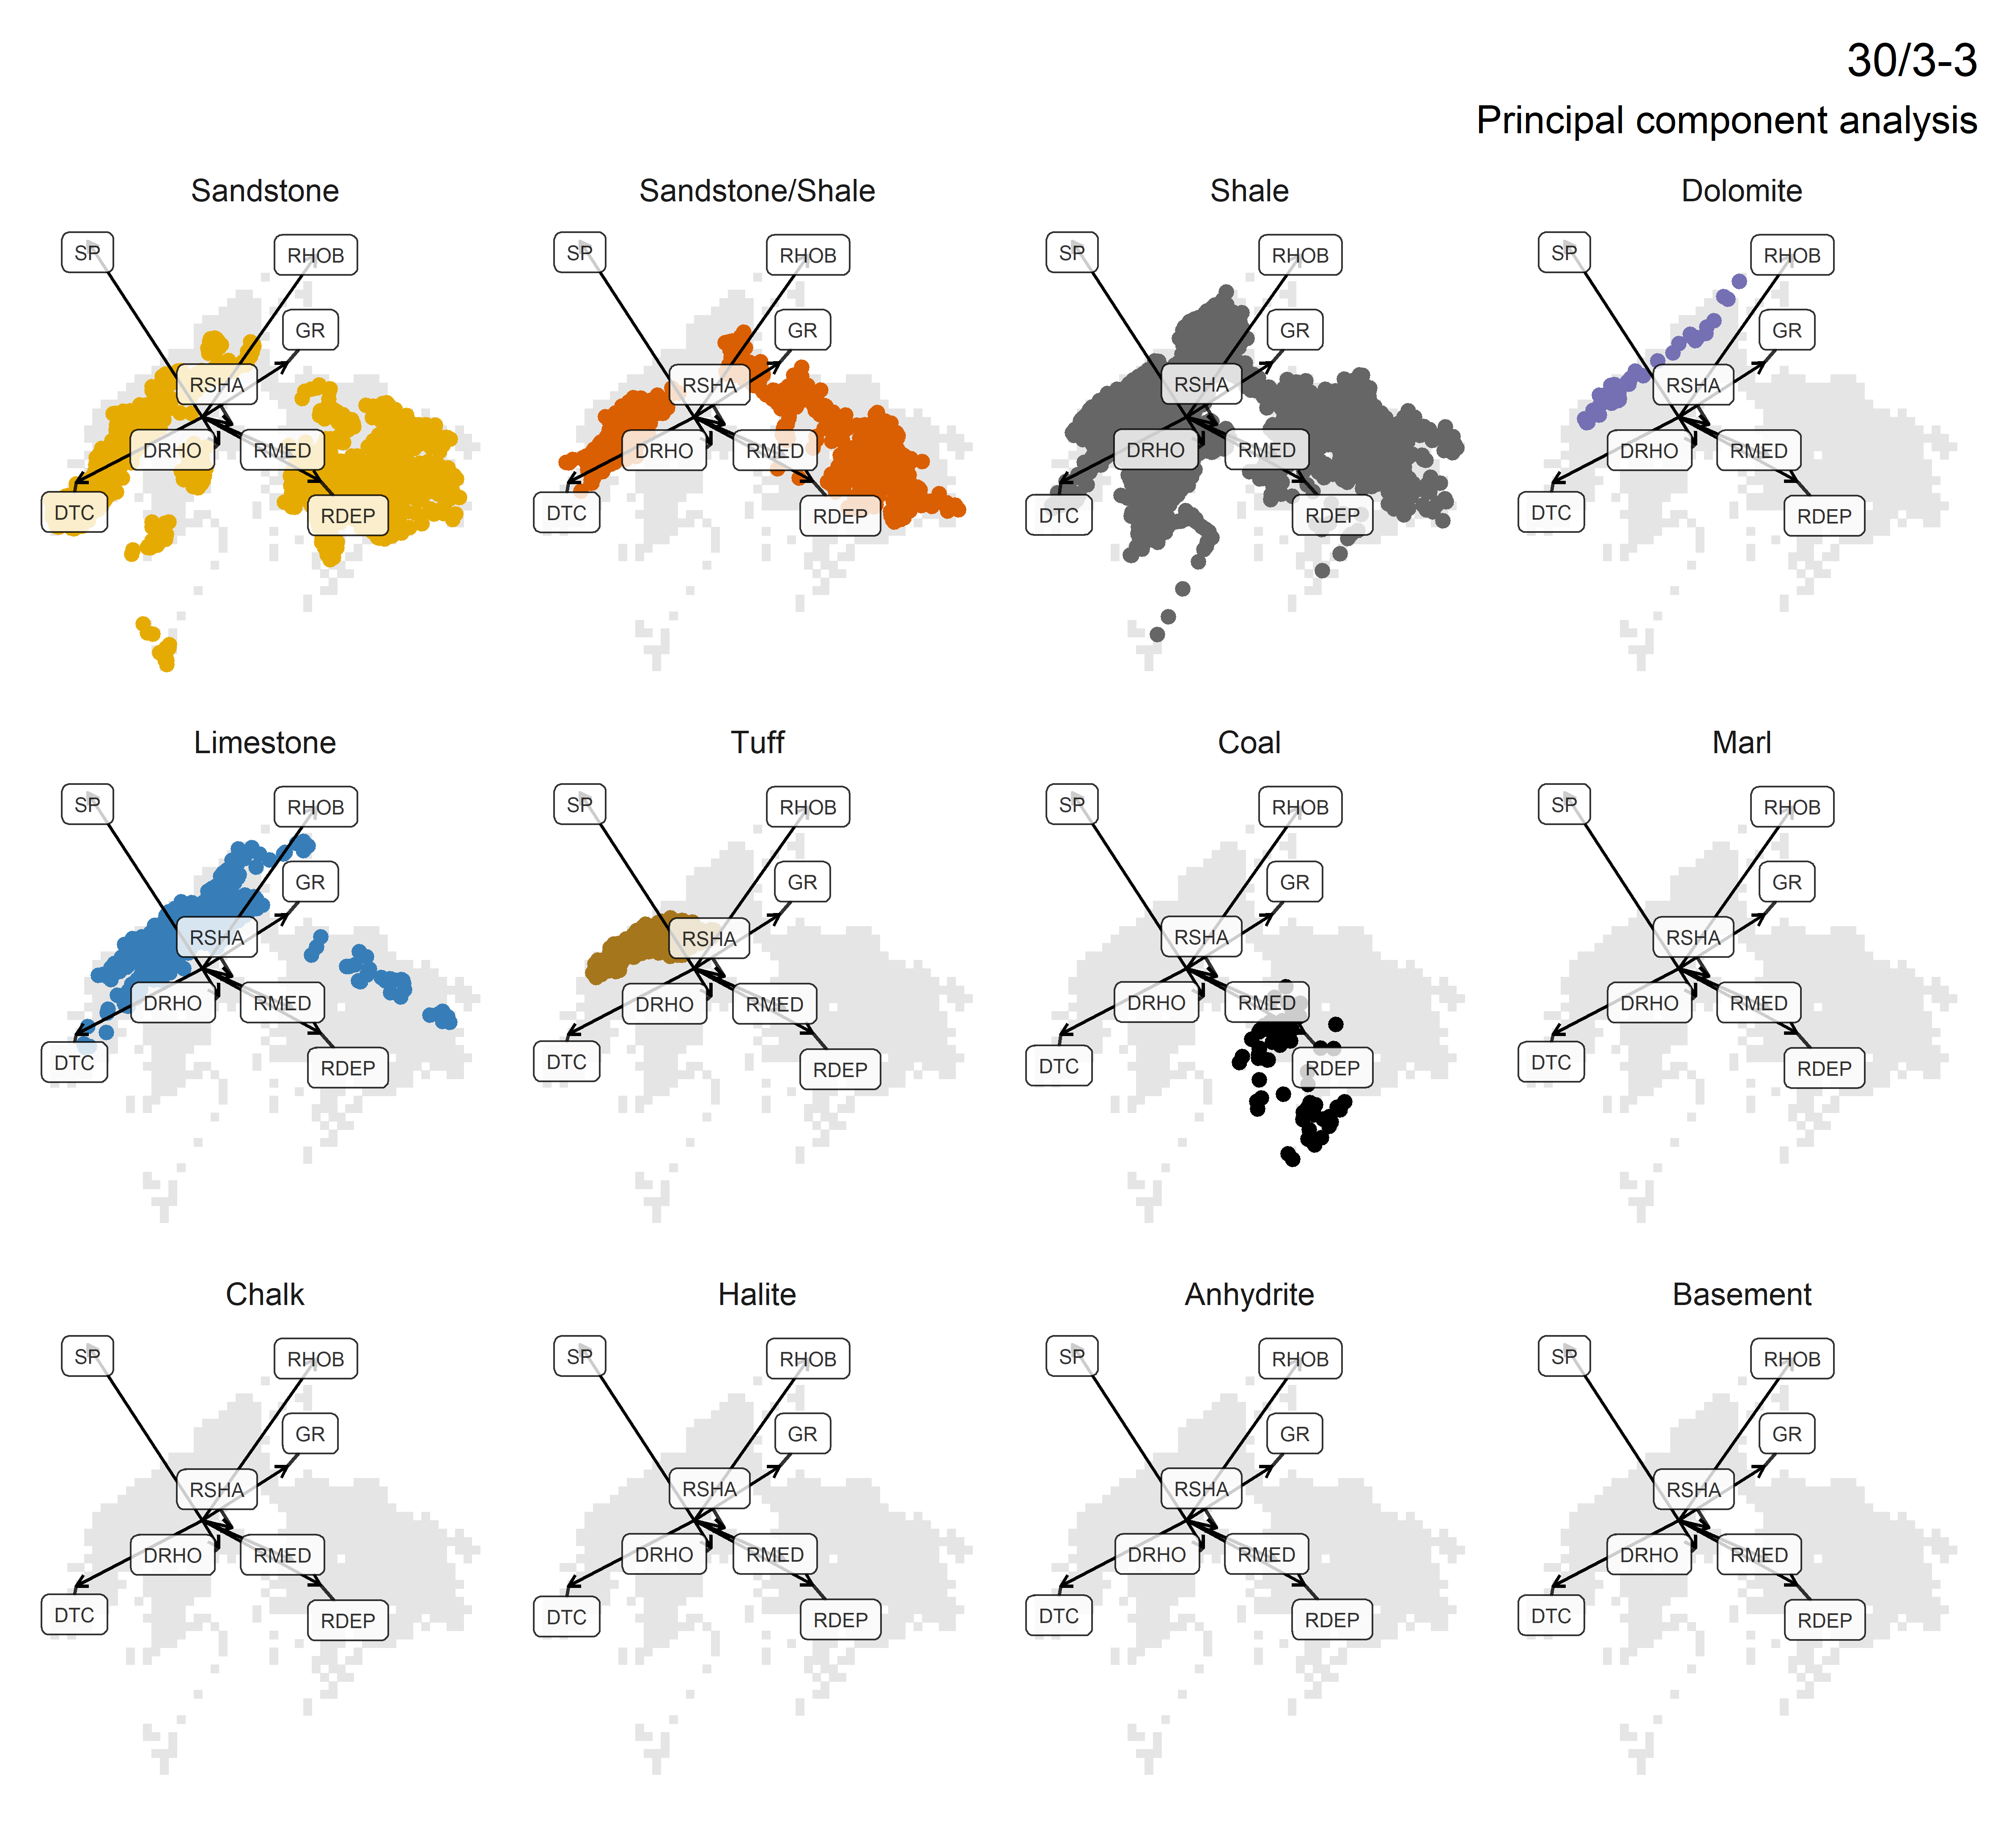 30/3-3
Principal component analysis
Sandstone
Sandstone/Shale
Shale
Dolomite
SP
RHOB
GR
RSHA
DRHO
RMED
DTC
RDEP
SP
RHOB
GR
RSHA
DRHO
RMED
DTC
RDEP
SP
RHOB
GR
RSHA
DRHO
RMED
DTC
RDEP
SP
RHOB
GR
RSHA
DRHO
RMED
DTC
RDEP
Limestone
Tuff
Coal
Marl
SP
RHOB
GR
RSHA
DRHO
RMED
DTC
RDEP
SP
RHOB
GR
RSHA
DRHO
RMED
DTC
RDEP
SP
RHOB
GR
RSHA
DRHO
RMED
DTC
RDEP
SP
RHOB
GR
RSHA
DRHO
RMED
DTC
RDEP
Chalk
Halite
Anhydrite
Basement
SP
RHOB
GR
RSHA
DRHO
RMED
DTC
RDEP
SP
RHOB
GR
RSHA
DRHO
RMED
DTC
RDEP
SP
RHOB
GR
RSHA
DRHO
RMED
DTC
RDEP
SP
RHOB
GR
RSHA
DRHO
RMED
DTC
RDEP